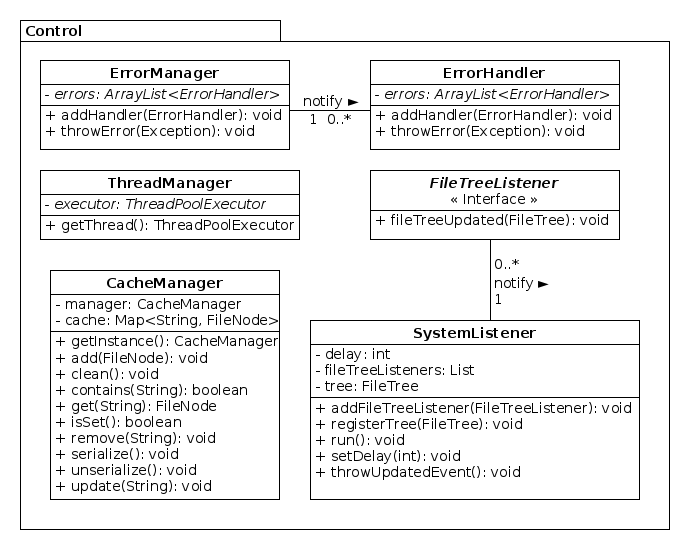 Control
ErrorManager
- errors: ArrayList<ErrorHandler>
+ addHandler(ErrorHandler): void
+ throwError(Exception): void
notify ►
1 0..*
ErrorHandler
- errors: ArrayList<ErrorHandler>
+ addHandler(ErrorHandler): void
+ throwError(Exception): void
ThreadManager
- executor: ThreadPoolExecutor
+ getThread(): ThreadPoolExecutor
FileTreeListener
« Interface »
+ fileTreeUpdated(FileTree): void
0..*
notify ►
1
CacheManager
- manager: CacheManager
- cache: Map<String, FileNode>
+ getInstance(): CacheManager
+ add(FileNode): void
+ clean(): void
+ contains(String): boolean
+ get(String): FileNode
+ isSet(): boolean
+ remove(String): void
+ serialize(): void
+ unserialize(): void
+ update(String): void
SystemListener
- delay: int
- fileTreeListeners: List
- tree: FileTree
+ addFileTreeListener(FileTreeListener): void
+ registerTree(FileTree): void
+ run(): void
+ setDelay(int): void
+ throwUpdatedEvent(): void